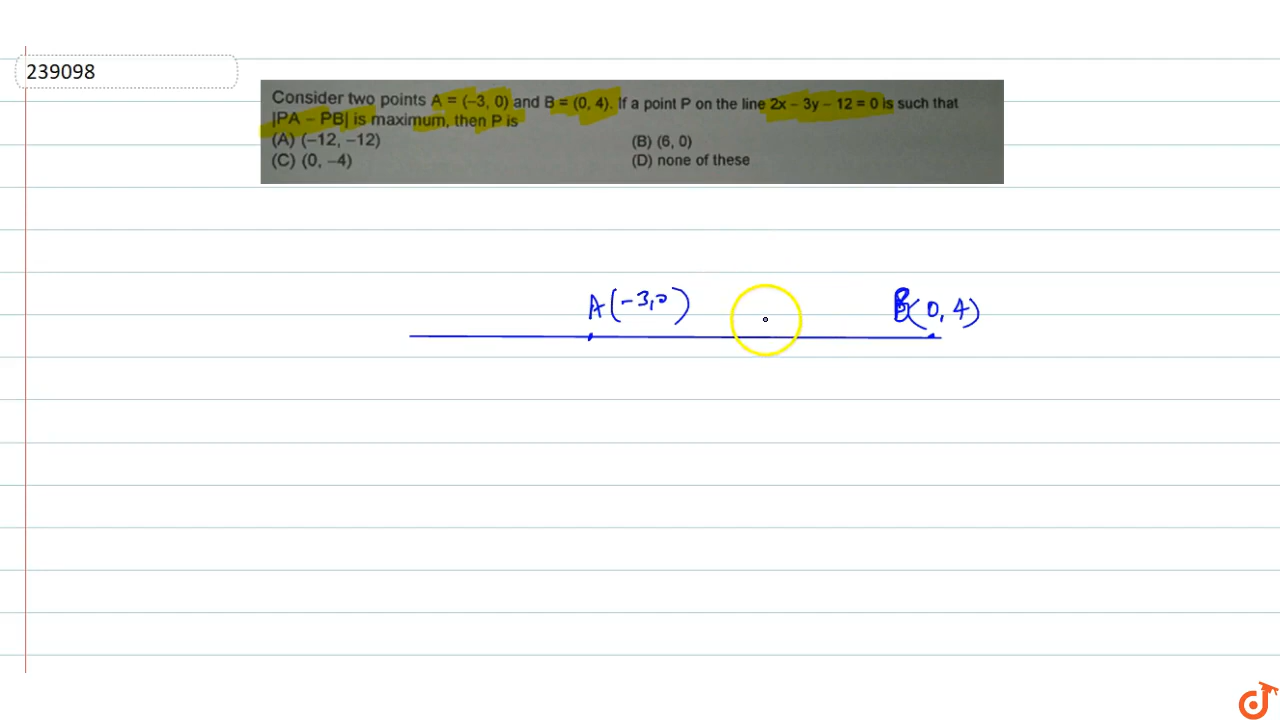 239098
Consider two points A = (–3, 0) and B = (0, 4). If a point P on the line 2x – 3y – 12 = 0 is such that
|PA – PB| is maximum, then P is
(A) (–12, –12) (B) (6, 0)
(C) (0, –4) (D) none of these
A(-3,0) B(0, 4)